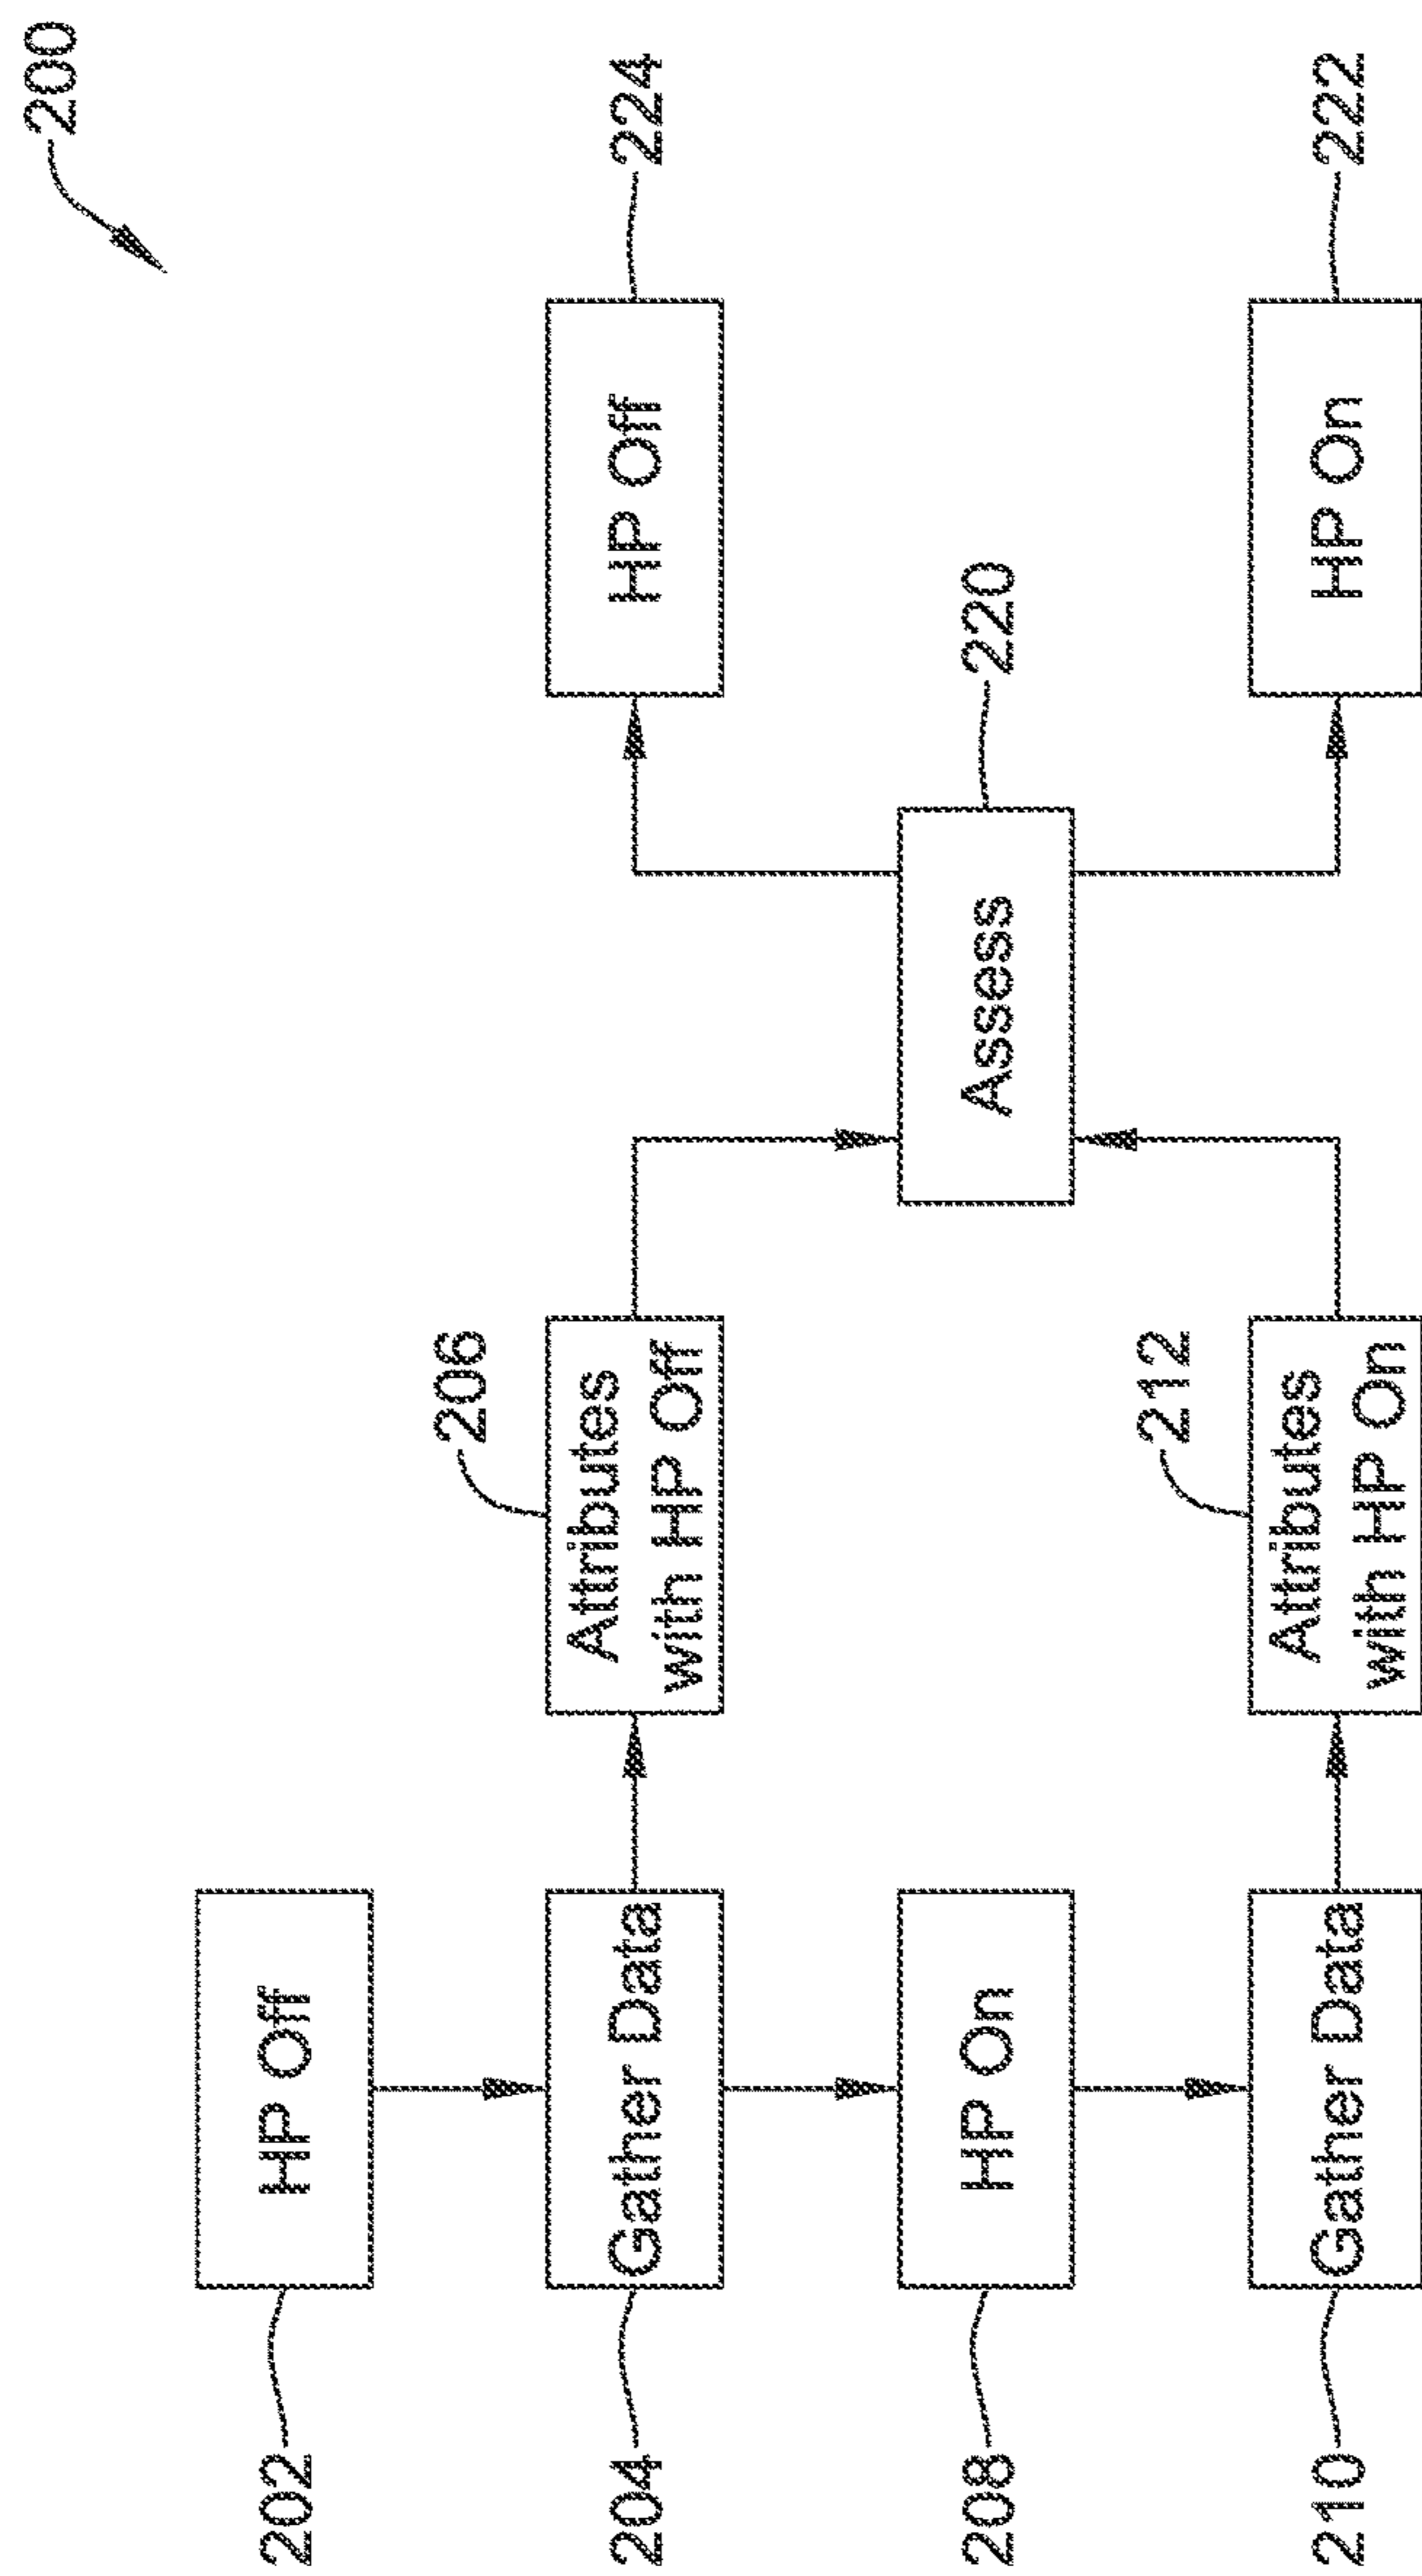 200
202
HP Off
204
Gather Data
206
Attributes
with HP Off
HP Off
224
208
HP On
Assess
220
210
Gather Data
212
Attributes
with HP On
HP On
222